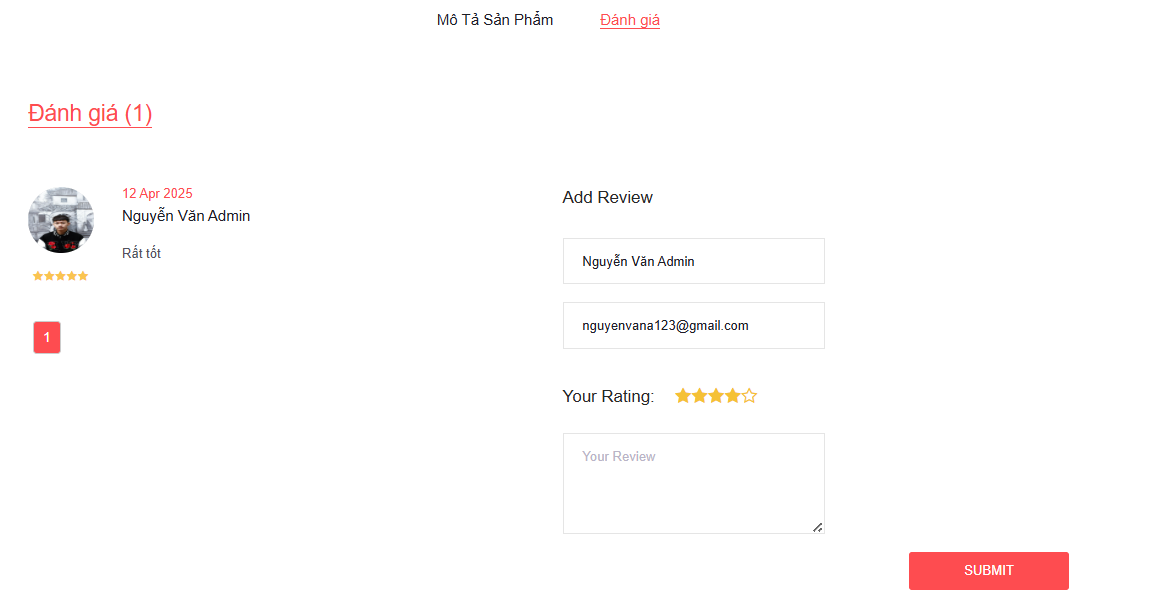 Mô Tả Sản Phẩm
Đánh giá
Đánh giá (1)
12 Apr 2025
Nguyễn Văn Admin
Rất tốt
1
Add Review
Nguyễn Văn Admin
nguyenvana123@gmail.com
Your Rating:
Your Review
SUBMIT